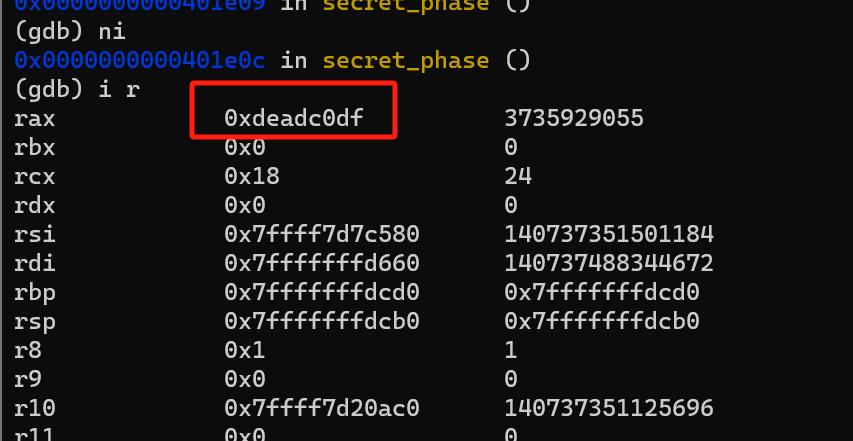 0x0000000000401e09 in secret_phase ()
(gdb) ni
0x0000000000401e0c in secret_phase ()
(gdb) i r
rax 0xdeadc0df 3735929055
rbx 0x0 0
rcx 0x18 24
rdx 0x0 0
rsi 0x7ffff7d7c580 140737351501184
rdi 0x7fffffffd660 140737488344672
rbp 0x7fffffffdcd0 0x7fffffffdcd0
rsp 0x7fffffffdcb0 0x7fffffffdcb0
r8 0x1 1
r9 0x0 0
r10 0x7ffff7d20ac0 140737351125696
r11 0x0 0